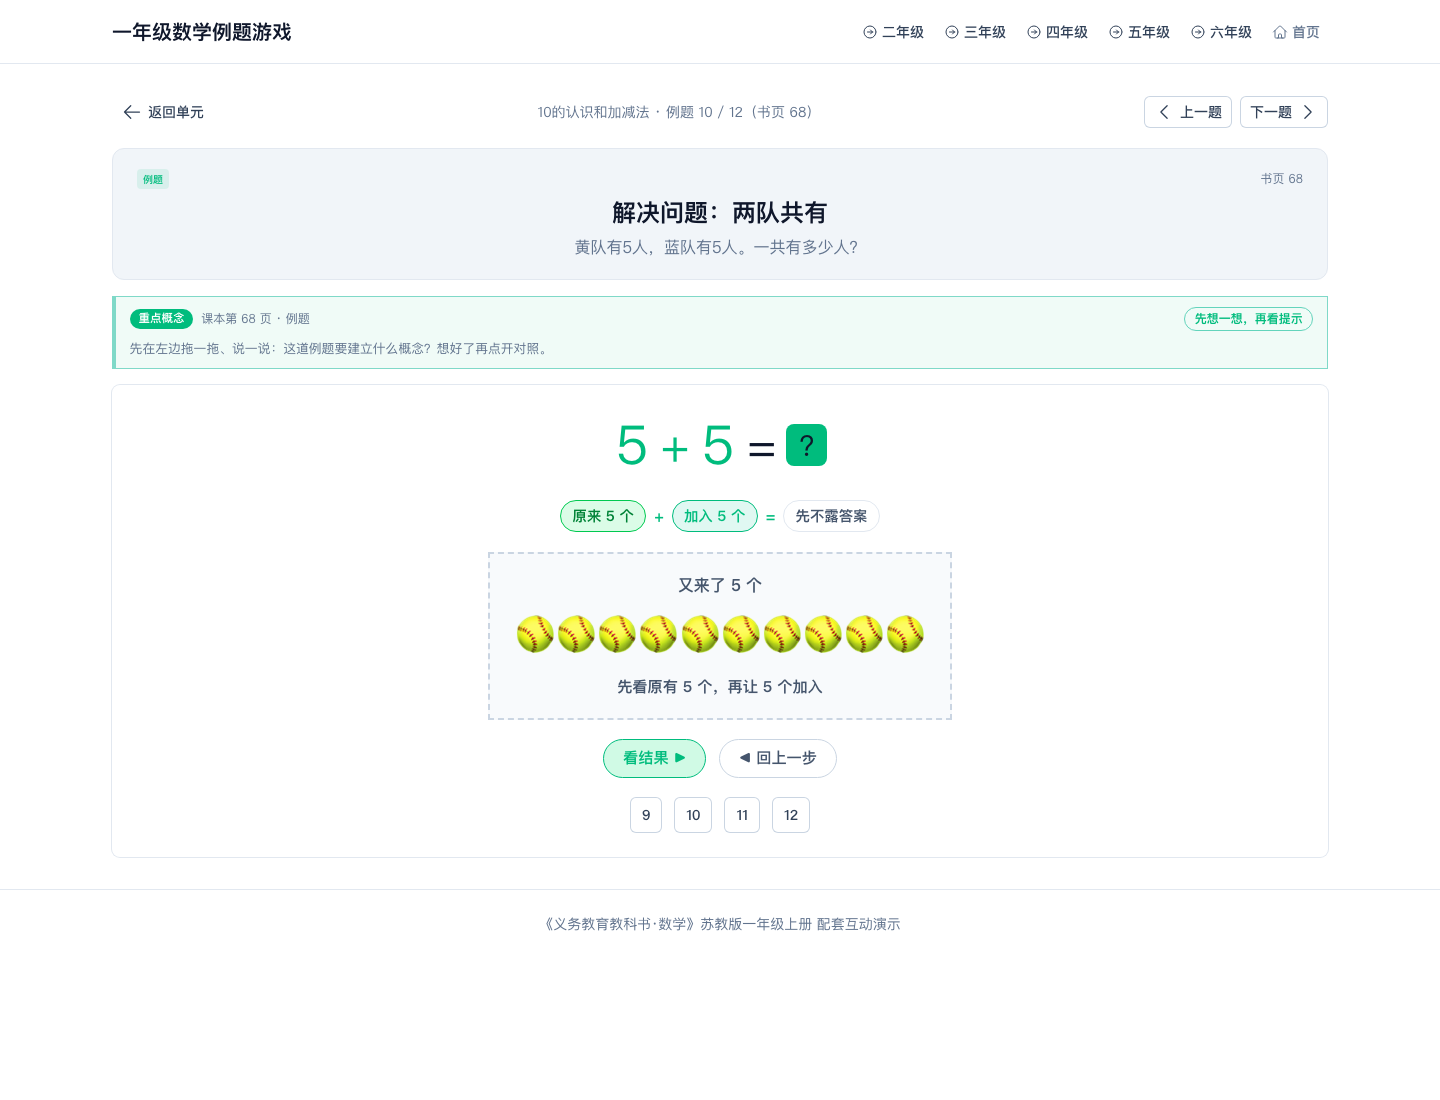 一年级数学例题游戏
二年级 三年级 四年级 五年级 六年级 首页
返回单元
10的认识和加减法 · 例题 10 / 12（书页 68）
上一题 下一题
例题
书页 68
解决问题：两队共有
黄队有5人，蓝队有5人。一共有多少人？
重点概念 课本第 68 页 · 例题
先想一想，再看提示
先在左边拖一拖、说一说：这道例题要建立什么概念？想好了再点开对照。
5 + 5 = ?
原来 5 个 + 加入 5 个 = 先不露答案
又来了 5 个
先看原有 5 个，再让 5 个加入
看结果 ▶ ◀ 回上一步
9 10 11 12
《义务教育教科书·数学》苏教版一年级上册 配套互动演示